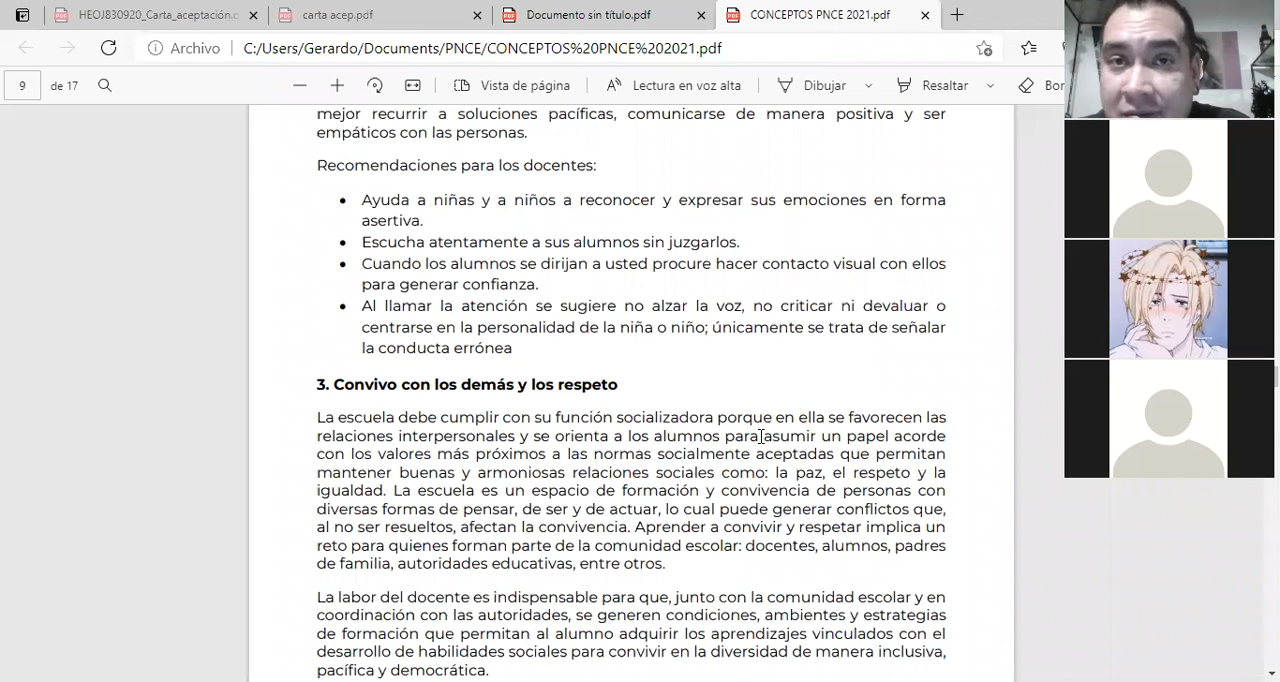 HEOJ830920_Carta_aceptación.p
carta acep.pdf
Documento sin título.pdf
CONCEPTOS PNCE 2021.pdf
Archivo
C:/Users/Gerardo/Documents/PNCE/CONCEPTOS%20PNCE%202021.pdf
9 de 17
Vista de página
Lectura en voz alta
Dibujar
Resaltar
Bor
mejor recurrir a soluciones pacíficas, comunicarse de manera positiva y ser
empáticos con las personas.
Recomendaciones para los docentes:
• Ayuda a niñas y a niños a reconocer y expresar sus emociones en forma
asertiva.
• Escucha atentamente a sus alumnos sin juzgarlos.
• Cuando los alumnos se dirijan a usted procure hacer contacto visual con ellos
para generar confianza.
• Al llamar la atención se sugiere no alzar la voz, no criticar ni devaluar o
centrarse en la personalidad de la niña o niño; únicamente se trata de señalar
la conducta errónea
3. Convivo con los demás y los respeto
La escuela debe cumplir con su función socializadora porque en ella se favorecen las
relaciones interpersonales y se orienta a los alumnos para asumir un papel acorde
con los valores más próximos a las normas socialmente aceptadas que permitan
mantener buenas y armoniosas relaciones sociales como: la paz, el respeto y la
igualdad. La escuela es un espacio de formación y convivencia de personas con
diversas formas de pensar, de ser y de actuar, lo cual puede generar conflictos que,
al no ser resueltos, afectan la convivencia. Aprender a convivir y respetar implica un
reto para quienes forman parte de la comunidad escolar: docentes, alumnos, padres
de familia, autoridades educativas, entre otros.
La labor del docente es indispensable para que, junto con la comunidad escolar y en
coordinación con las autoridades, se generen condiciones, ambientes y estrategias
de formación que permitan al alumno adquirir los aprendizajes vinculados con el
desarrollo de habilidades sociales para convivir en la diversidad de manera inclusiva,
pacífica y democrática.